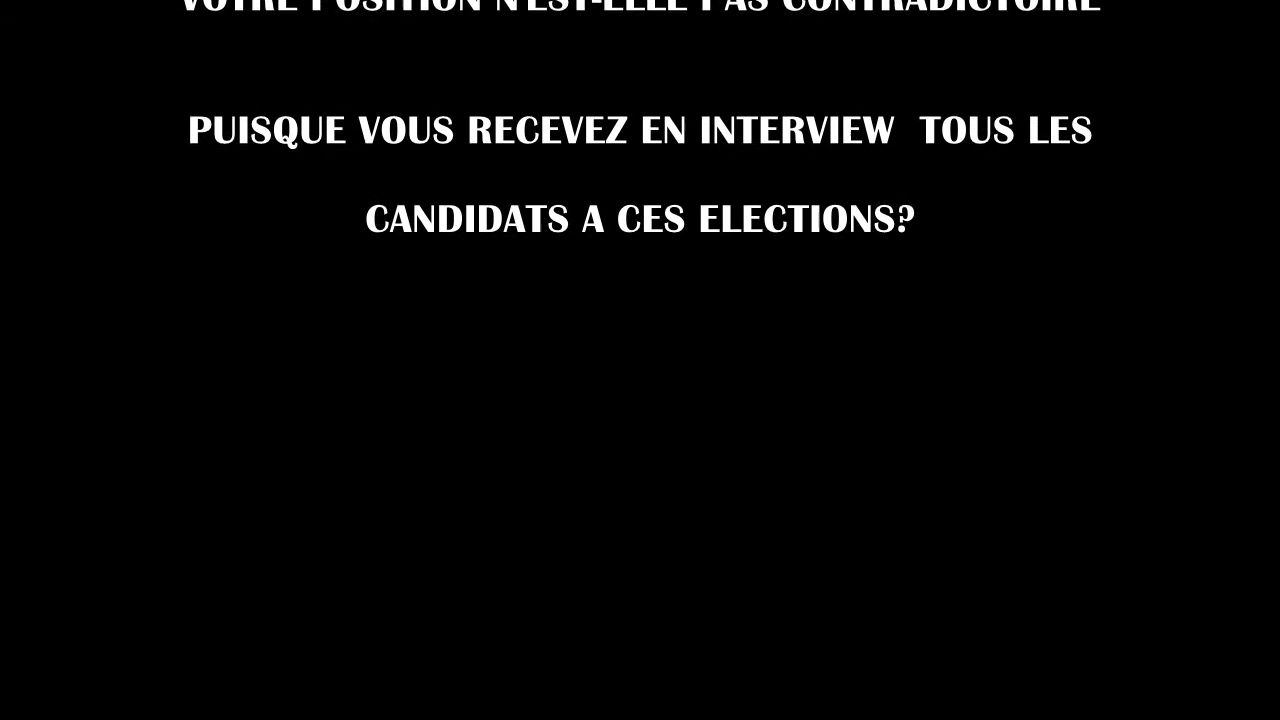 VOTRE POSITION N'EST-ELLE PAS CONTRADICTOIRE
PUISQUE VOUS RECEVEZ EN INTERVIEW TOUS LES
CANDIDATS A CES ELECTIONS?